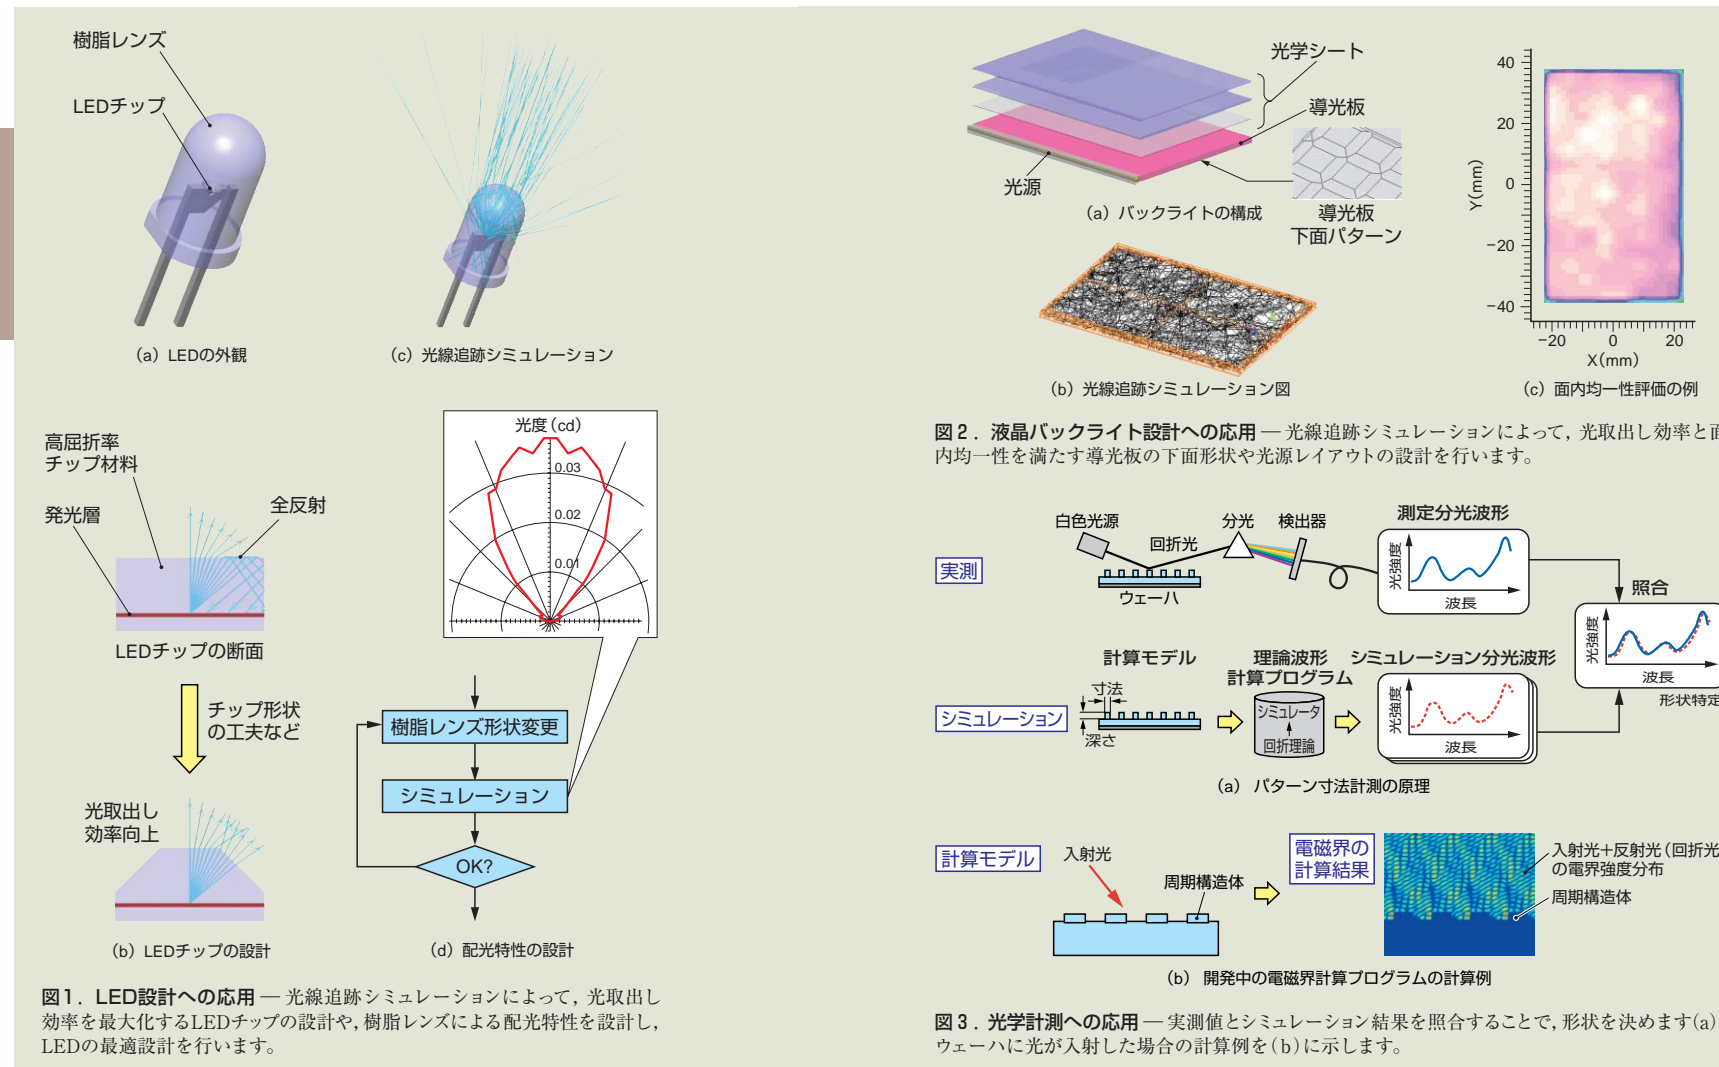 樹脂レンズ
LEDチップ
(a) LEDの外観
(c) 光線追跡シミュレーション
高屈折率
チップ材料
発光層
全反射
LEDチップの断面
チップ形状
の工夫など
光取出し
効率向上
(b) LEDチップの設計
光度(cd)
0.03
0.02
0.01
樹脂レンズ形状変更
シミュレーション
OK?
(d) 配光特性の設計
図1. LED設計への応用 — 光線追跡シミュレーションによって, 光取出し
効率を最大化するLEDチップの設計や, 樹脂レンズによる配光特性を設計し,
LEDの最適設計を行います。
光学シート
導光板
光源
(a) バックライトの構成
導光板
下面パターン
(b) 光線追跡シミュレーション図
Y(mm)
40
20
0
−20
−40
−20 0 20
X(mm)
(c) 面内均一性評価の例
図2. 液晶バックライト設計への応用 — 光線追跡シミュレーションによって, 光取出し効率と面
内均一性を満たす導光板の下面形状や光源レイアウトの設計を行います。
実測
白色光源
回折光
ウェーハ
分光
検出器
測定分光波形
光強度
波長
照合
光強度
波長
形状特定
シミュレーション
計算モデル
寸法
深さ
理論波形
計算プログラム
シミュレータ
回折理論
シミュレーション分光波形
光強度
波長
(a) パターン寸法計測の原理
計算モデル
入射光
周期構造体
電磁界の
計算結果
入射光+反射光(回折光
の電界強度分布
周期構造体
(b) 開発中の電磁界計算プログラムの計算例
図3. 光学計測への応用 — 実測値とシミュレーション結果を照合することで, 形状を決めます(a)
ウェーハに光が入射した場合の計算例を(b)に示します。